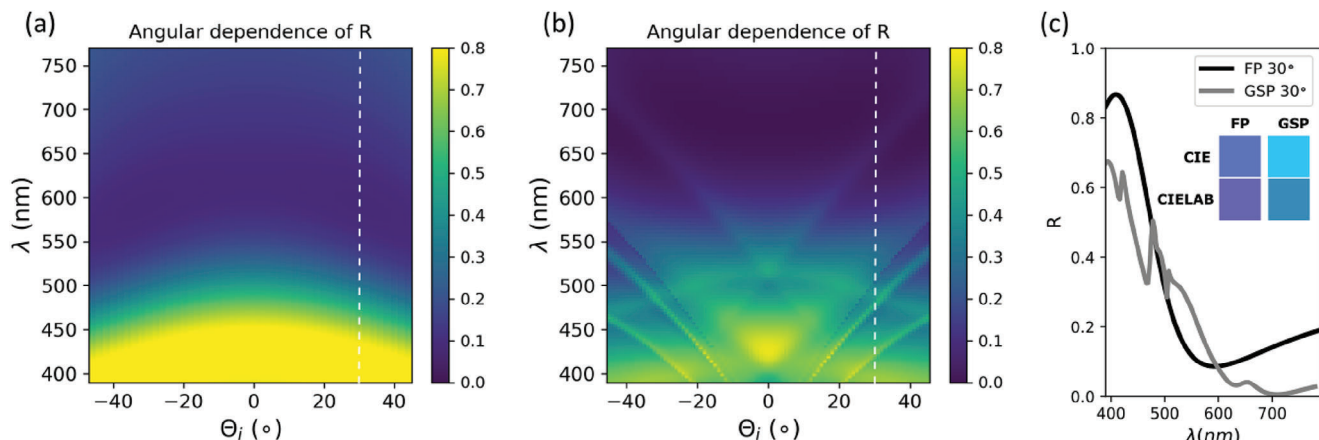 (a)
Angular dependence of R
750
700
650
600
550
500
450
400
λ (nm)
−40 −20 0 20 40
Θi (∘)
0.8
0.7
0.6
0.5
0.4
0.3
0.2
0.1
0.0
(b)
Angular dependence of R
750
700
650
600
550
500
450
400
λ (nm)
−40 −20 0 20 40
Θi (∘)
0.8
0.7
0.6
0.5
0.4
0.3
0.2
0.1
0.0
(c)
1.0
0.8
0.6
0.4
0.2
0.0
R
FP 30∘
GSP 30∘
FP GSP
CIE
CIELAB
400 500 600 700
λ(nm)